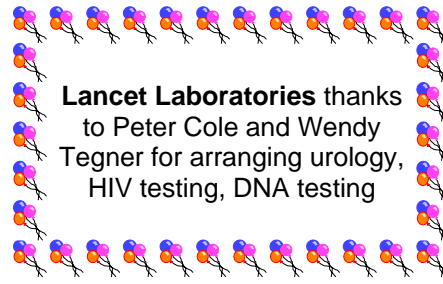 Lancet Laboratories thanks
to Peter Cole and Wendy
Tegner for arranging urology,
HIV testing, DNA testing